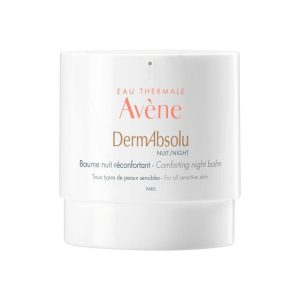 EAU THERMALE
Avène
DermAbsolu
NUIT/NIGHT
Baume nuit réconfortant - Comforting night balm
Tous types de peaux sensibles - For all sensitive skin
PARIS